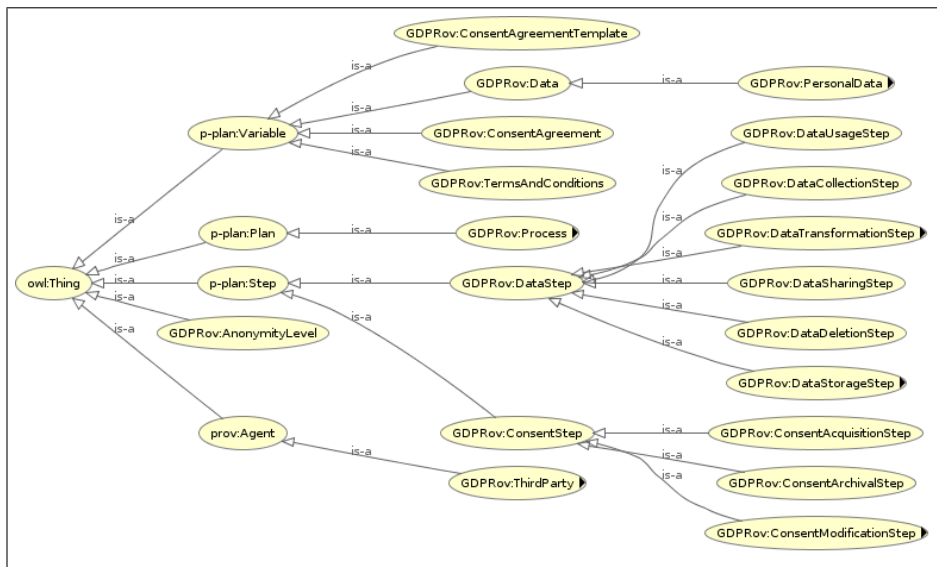 GDPRov:ConsentAgreementTemplate
is-a
GDPRov:Data
is-a
GDPRov:PersonalData
is-a
p-plan:Variable
is-a
GDPRov:ConsentAgreement
GDPRov:DataUsageStep
is-a
is-a
GDPRov:TermsAndConditions
GDPRov:DataCollectionStep
is-a
is-a
p-plan:Plan
is-a
GDPRov:Process
GDPRov:DataTransformationStep
is-a
is-a
owl:Thing
is-a
p-plan:Step
is-a
GDPRov:DataStep
is-a
GDPRov:DataSharingStep
is-a
GDPRov:AnonymityLevel
is-a
is-a
GDPRov:DataDeletionStep
is-a
is-a
GDPRov:DataStorageStep
prov:Agent
GDPRov:ConsentStep
is-a
GDPRov:ConsentAcquisitionStep
is-a
is-a
GDPRov:ThirdParty
is-a
GDPRov:ConsentArchivalStep
GDPRov:ConsentModificationStep